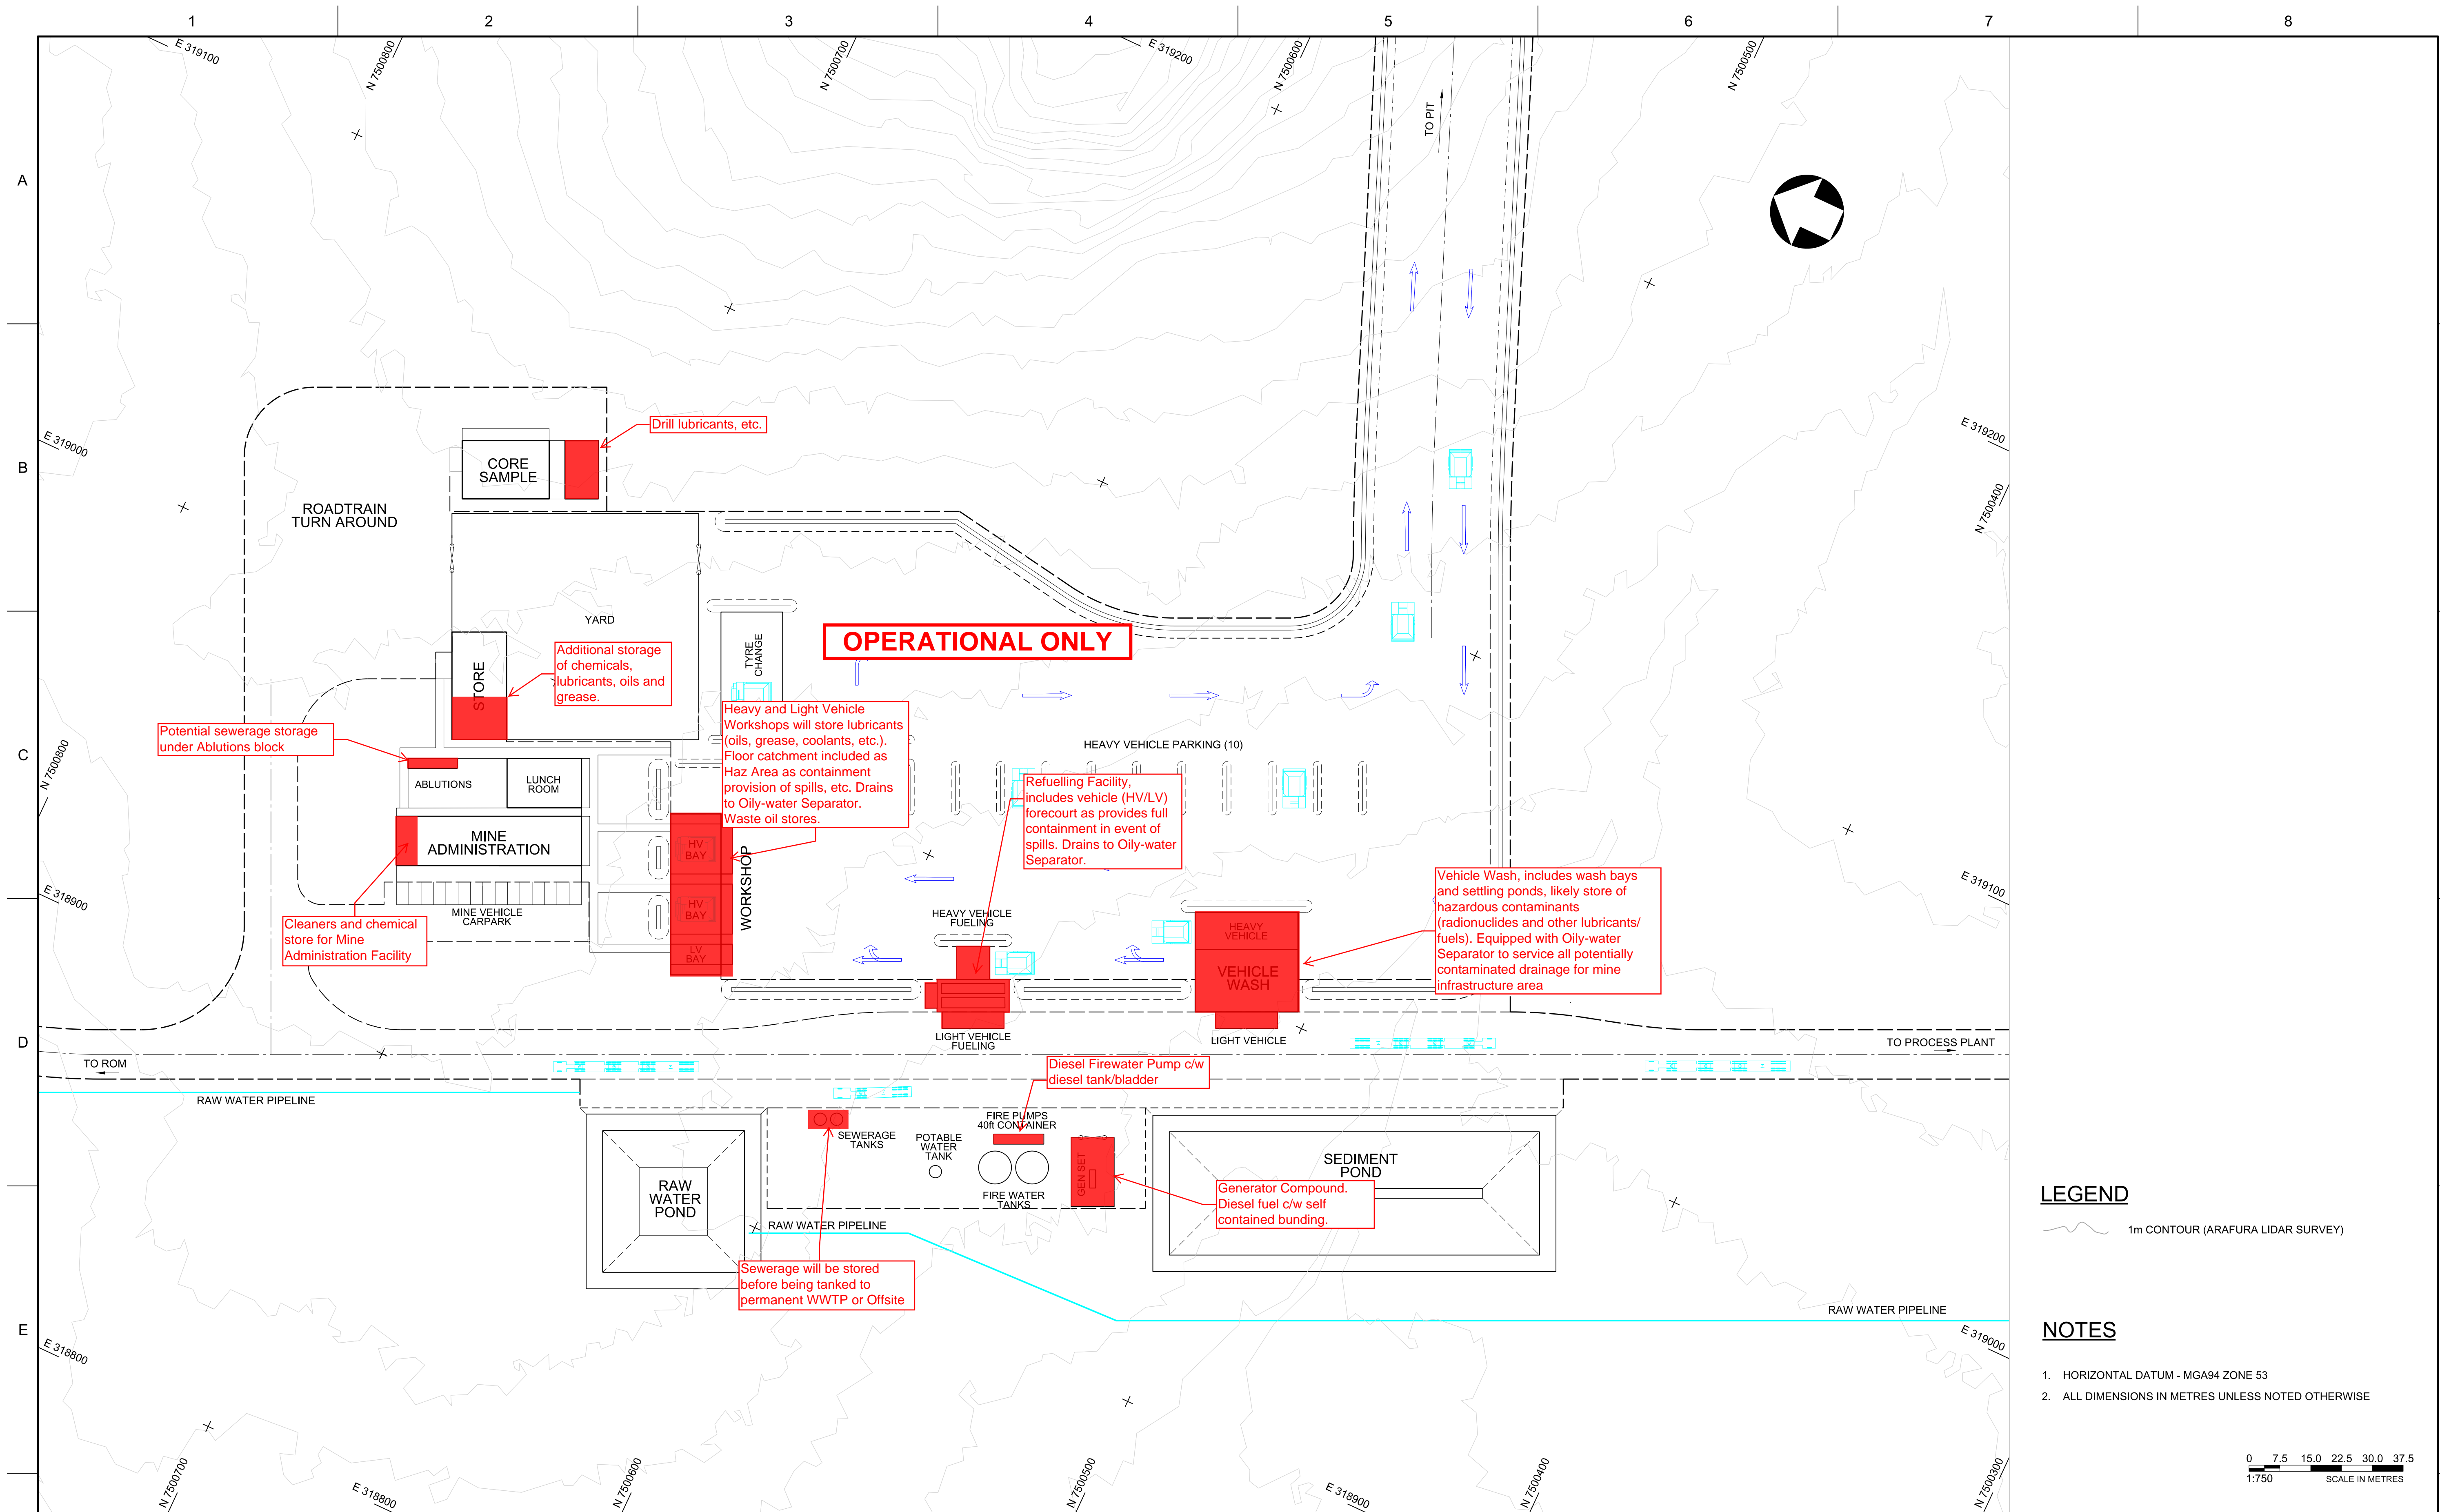 1
2
3
4
5
6
7
8
A
B
C
D
E
E 319100
N 7500800
N 7500700
E 319200
N 7500600
N 7500500
TO PIT
E 319000
E 319200
N 7500400
Drill lubricants, etc.
CORE
SAMPLE
ROADTRAIN
TURN AROUND
YARD
TYRE
CHANGE
OPERATIONAL ONLY
STORE
Additional storage
of chemicals,
lubricants, oils and
grease.
Potential sewerage storage
under Ablutions block
N 7500800
Heavy and Light Vehicle
Workshops will store lubricants
(oils, grease, coolants, etc.).
Floor catchment included as
Haz Area as containment
provision of spills, etc. Drains
to Oily-water Separator.
Waste oil stores.
HEAVY VEHICLE PARKING (10)
Refuelling Facility,
includes vehicle (HV/LV)
forecourt as provides full
containment in event of
spills. Drains to Oily-water
Separator.
ABLUTIONS
LUNCH
ROOM
MINE
ADMINISTRATION
HV
BAY
HV
BAY
LV
BAY
WORKSHOP
Vehicle Wash, includes wash bays
and settling ponds, likely store of
hazardous contaminants
(radionuclides and other lubricants/
fuels). Equipped with Oily-water
Separator to service all potentially
contaminated drainage for mine
infrastructure area
E 319100
E 318900
MINE VEHICLE
CARPARK
Cleaners and chemical
store for Mine
Administration Facility
HEAVY VEHICLE
FUELING
HEAVY
VEHICLE
VEHICLE
WASH
LIGHT VEHICLE
FUELING
LIGHT VEHICLE
TO ROM
TO PROCESS PLANT
Diesel Firewater Pump c/w
diesel tank/bladder
RAW WATER PIPELINE
FIRE PUMPS
40ft CONTAINER
SEWERAGE
TANKS
POTABLE
WATER
TANK
GEN SET
FIRE WATER
TANKS
SEDIMENT
POND
Generator Compound.
Diesel fuel c/w self
contained bunding.
RAW
WATER
POND
RAW WATER PIPELINE
Sewerage will be stored
before being tanked to
permanent WWTP or Offsite
RAW WATER PIPELINE
E 318800
E 319000
N 7500700
E 318800
N 7500600
N 7500500
E 318900
N 7500400
N 7500300
LEGEND
1m CONTOUR (ARAFURA LIDAR SURVEY)
NOTES
1. HORIZONTAL DATUM - MGA94 ZONE 53
2. ALL DIMENSIONS IN METRES UNLESS NOTED OTHERWISE
0 7.5 15.0 22.5 30.0 37.5
1:750 SCALE IN METRES